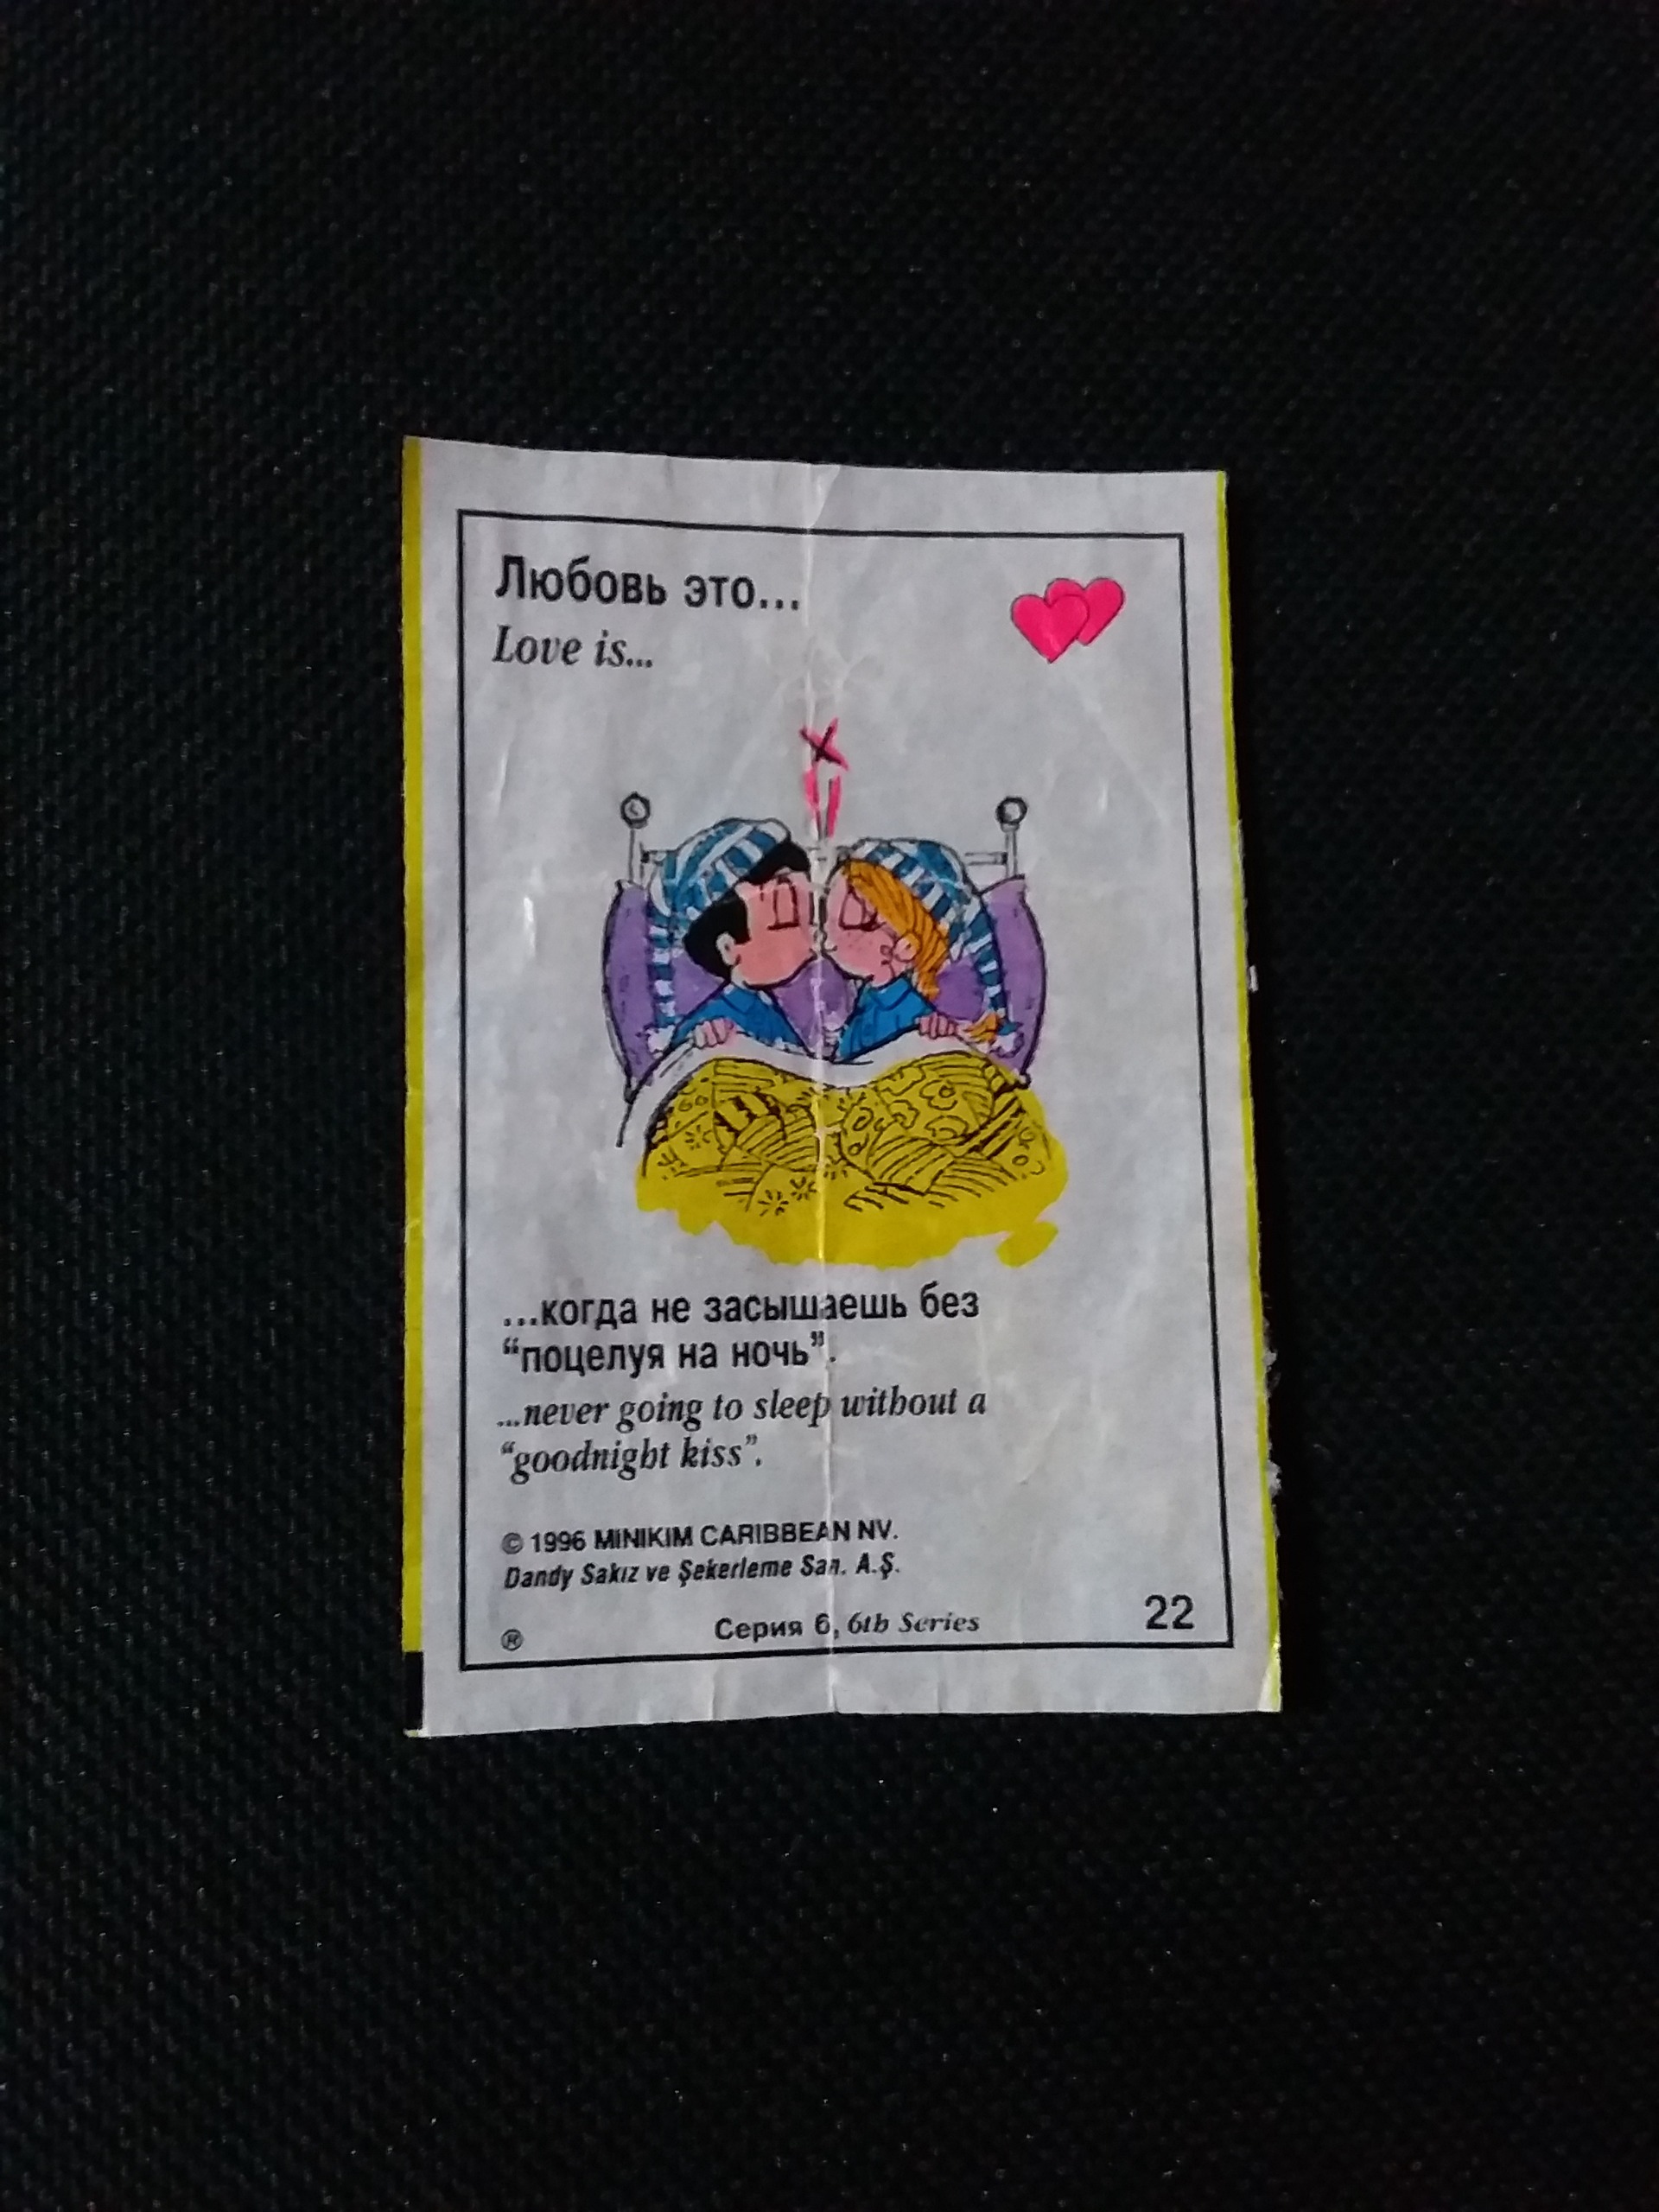 Любовь это...
Love is...
x
...когда не засышаешь без
“поцелуя на ночь”.
...never going to sleep without a
“goodnight kiss”.
© 1996 MINIKIM CARIBBEAN NV.
Dandy Sakız ve Şekerleme San. A.Ş.
® Серия 6, 6th Series 22